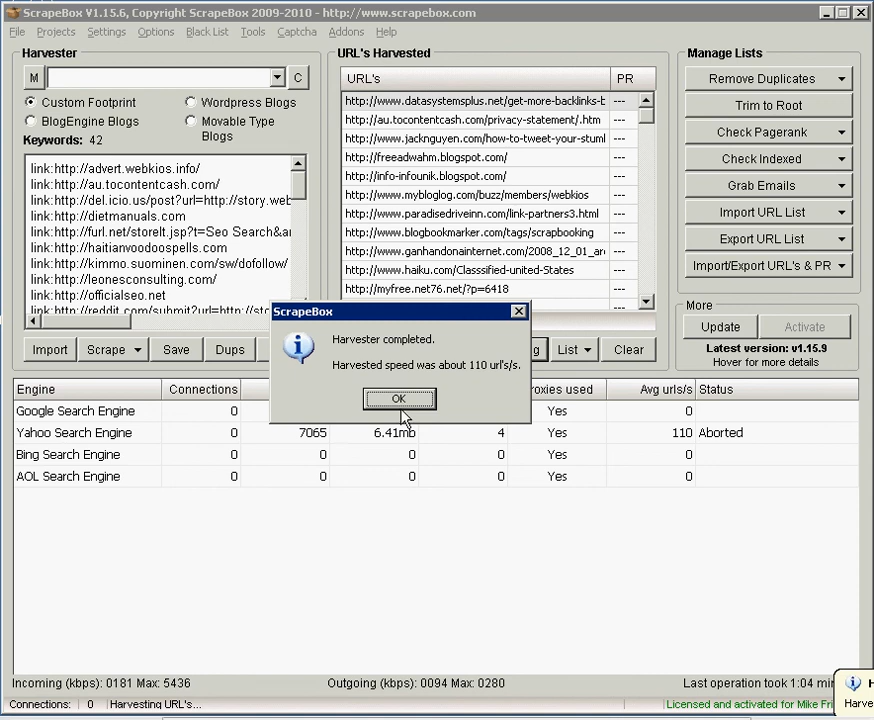 ScrapeBox V1.15.6, Copyright ScrapeBox 2009-2010 - http://www.scrapebox.com
File Projects Settings Options Black List Tools Captcha Addons Help
Harvester
M
C
Custom Footprint
Wordpress Blogs
BlogEngine Blogs
Movable Type Blogs
Keywords: 42
link:http://advert.webkios.info/
link:http://au.tocontentcash.com/
link:http://del.icio.us/post?url=http://story.web
link:http://dietmanuals.com
link:http://furl.net/storeIt.jsp?t=Seo Search&ar
link:http://haitianwoodospells.com
link:http://kimmo.suominen.com/sw/dofollow/
link:http://leonesconsulting.com/
link:http://officialseo.net
link:http://reddit.com/submit?url=http://sto
Import Scrape Save Dups
URL's Harvested
URL's PR
http://www.datasystemsplus.net/get-more-backlinks-b ---
http://au.tocontentcash.com/privacy-statement/.htm ---
http://www.jacknguyen.com/how-to-tweet-your-stuml ---
http://freeadwahm.blogspot.com/ ---
http://info-infounik.blogspot.com/ ---
http://www.mybloglog.com/buzz/members/webkios ---
http://www.paradisedriveinn.com/link-partners3.html ---
http://www.blogbookmarker.com/tags/scrapbooking ---
http://www.ganhandonainternet.com/2008_12_01_arc ---
http://www.haiku.com/Classsified-united-States ---
http://myfree.net76.net/?p=6418 ---
g List Clear
Manage Lists
Remove Duplicates
Trim to Root
Check Pagerank
Check Indexed
Grab Emails
Import URL List
Export URL List
Import/Export URL's & PR
More
Update Activate
Latest version: v1.15.9
Hover for more details
ScrapeBox
Harvester completed.
Harvested speed was about 110 url's/s.
OK
Engine Connections roxies used Avg urls/s Status
Google Search Engine 0 Yes 0
Yahoo Search Engine 0 7065 6.41mb 4 Yes 110 Aborted
Bing Search Engine 0 0 0 0 Yes 0
AOL Search Engine 0 0 0 0 Yes 0
Incoming (kbps): 0181 Max: 5436 Outgoing (kbps): 0094 Max: 0280 Last operation took 1:04 min
Connections: 0 Harvesting URL's... Licensed and activated for Mike Fri
H
Harve